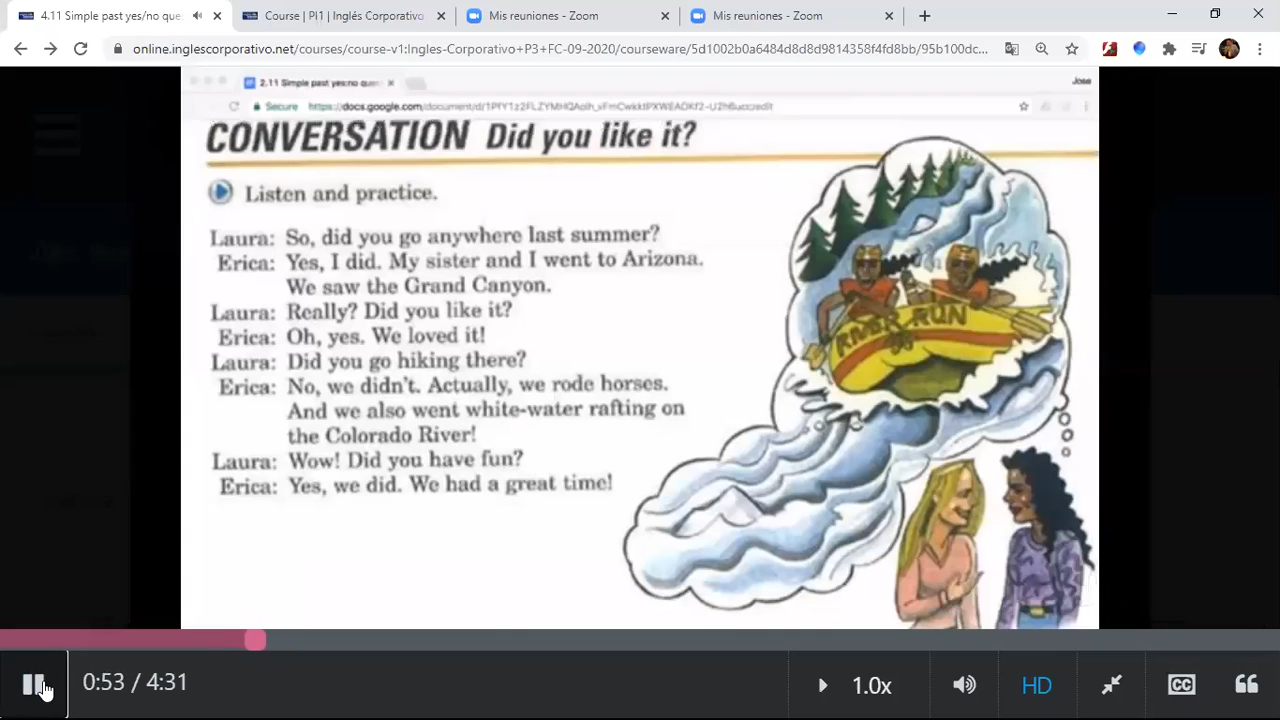 4.11 Simple past yes/no que
Course | PI1 | Inglés Corporativo
Mis reuniones - Zoom
Mis reuniones - Zoom
online.inglescorporativo.net/courses/course-v1:Ingles-Corporativo+P3+FC-09-2020/courseware/5d1002b0a6484d8d809814358f4fd8bb/95b100dc...
2.11 Simple past yes:no que
Jose
Secure
CONVERSATION Did you like it?
Listen and practice.
Laura: So, did you go anywhere last summer?
Erica: Yes, I did. My sister and I went to Arizona.
We saw the Grand Canyon.
Laura: Really? Did you like it?
Erica: Oh, yes. We loved it!
Laura: Did you go hiking there?
Erica: No, we didn't. Actually, we rode horses.
And we also went white-water rafting on
the Colorado River!
Laura: Wow! Did you have fun?
Erica: Yes, we did. We had a great time!
RIVER RUN
0:53 / 4:31
1.0x
HD
CC